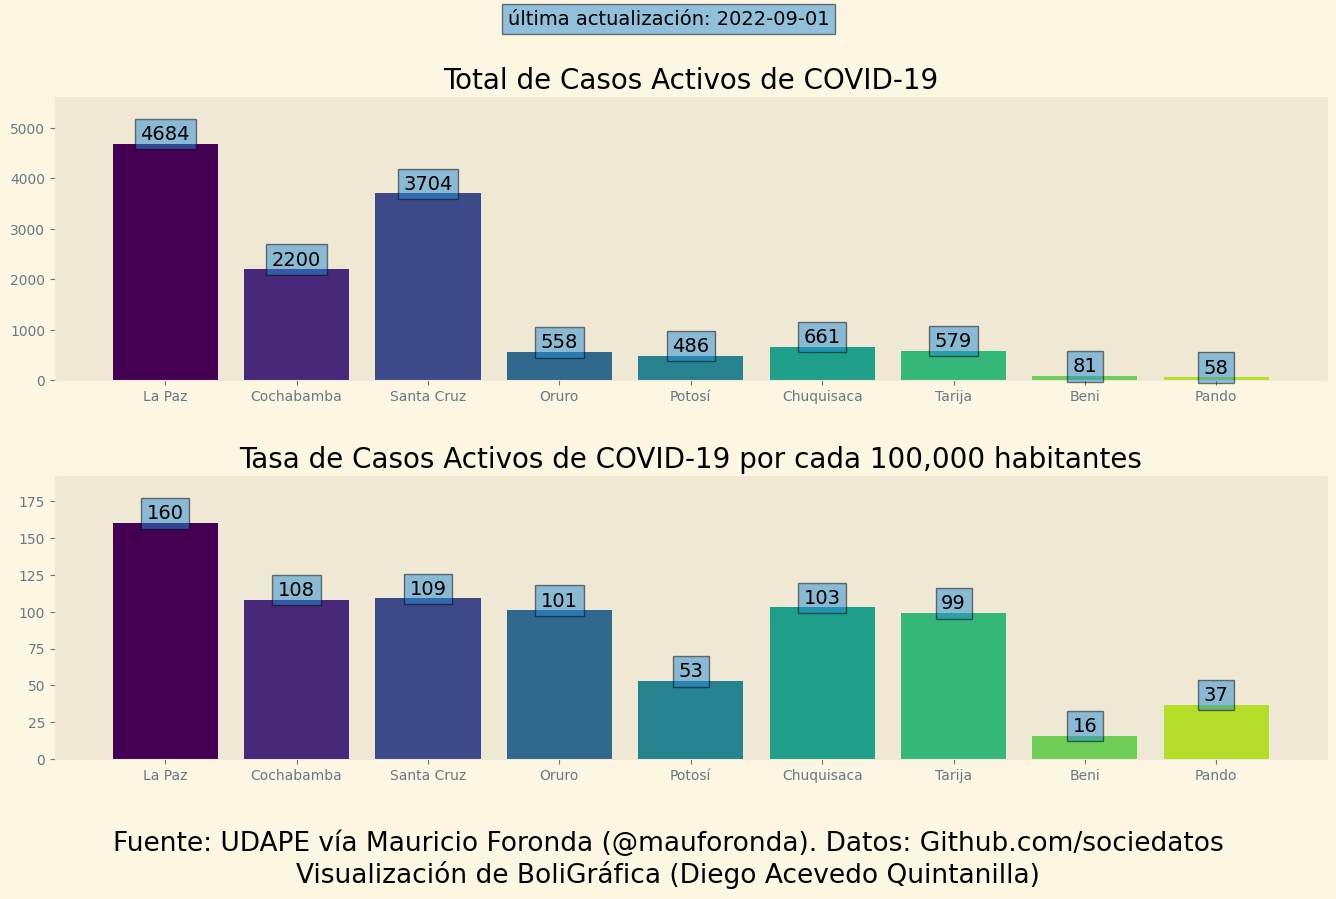 última actualización: 2022-09-01
Total de Casos Activos de COVID-19
5000
4000
3000
2000
1000
0
4684
2200
3704
558
486
661
579
81
58
La Paz
Cochabamba
Santa Cruz
Oruro
Potosí
Chuquisaca
Tarija
Beni
Pando
Tasa de Casos Activos de COVID-19 por cada 100,000 habitantes
175
150
125
100
75
50
25
0
160
108
109
101
53
103
99
16
37
La Paz
Cochabamba
Santa Cruz
Oruro
Potosí
Chuquisaca
Tarija
Beni
Pando
Fuente: UDAPE vía Mauricio Foronda (@mauforonda). Datos: Github.com/sociedatos
Visualización de BoliGráfica (Diego Acevedo Quintanilla)